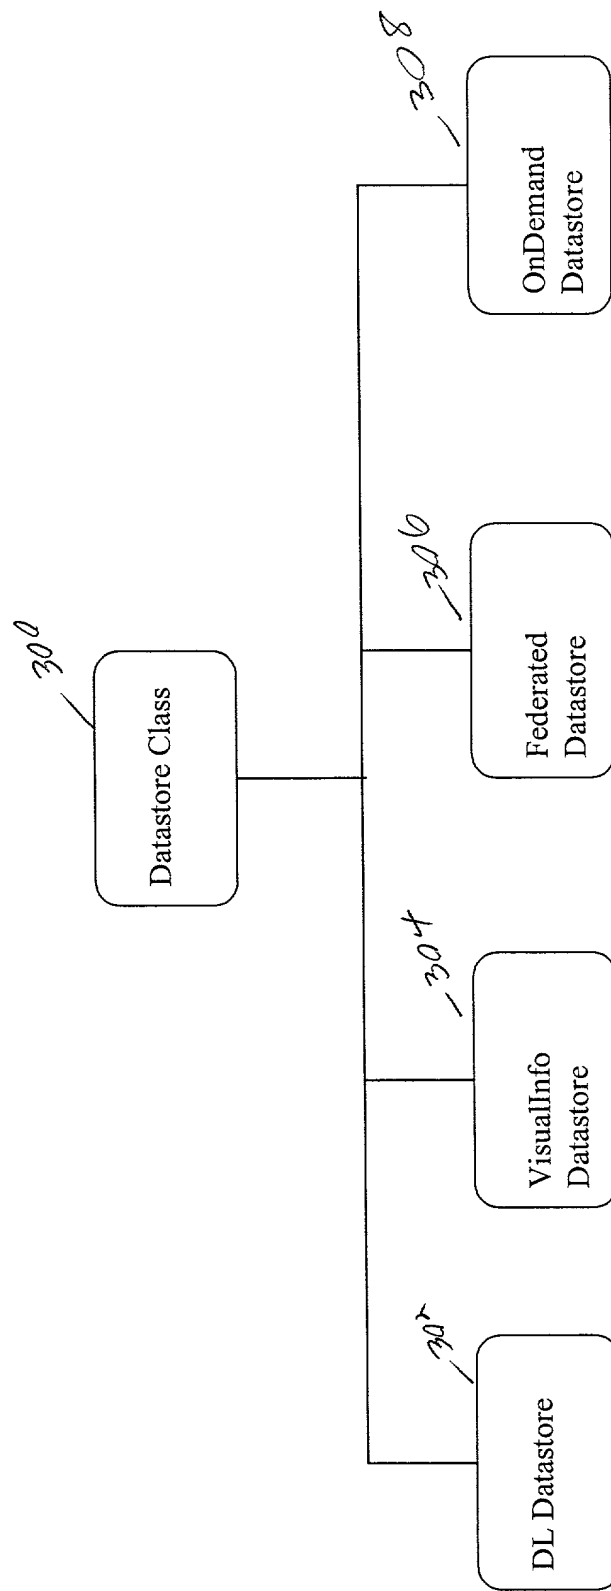 300
Datastore Class
302
DL Datastore
304
VisualInfo
Datastore
306
Federated
Datastore
308
OnDemand
Datastore